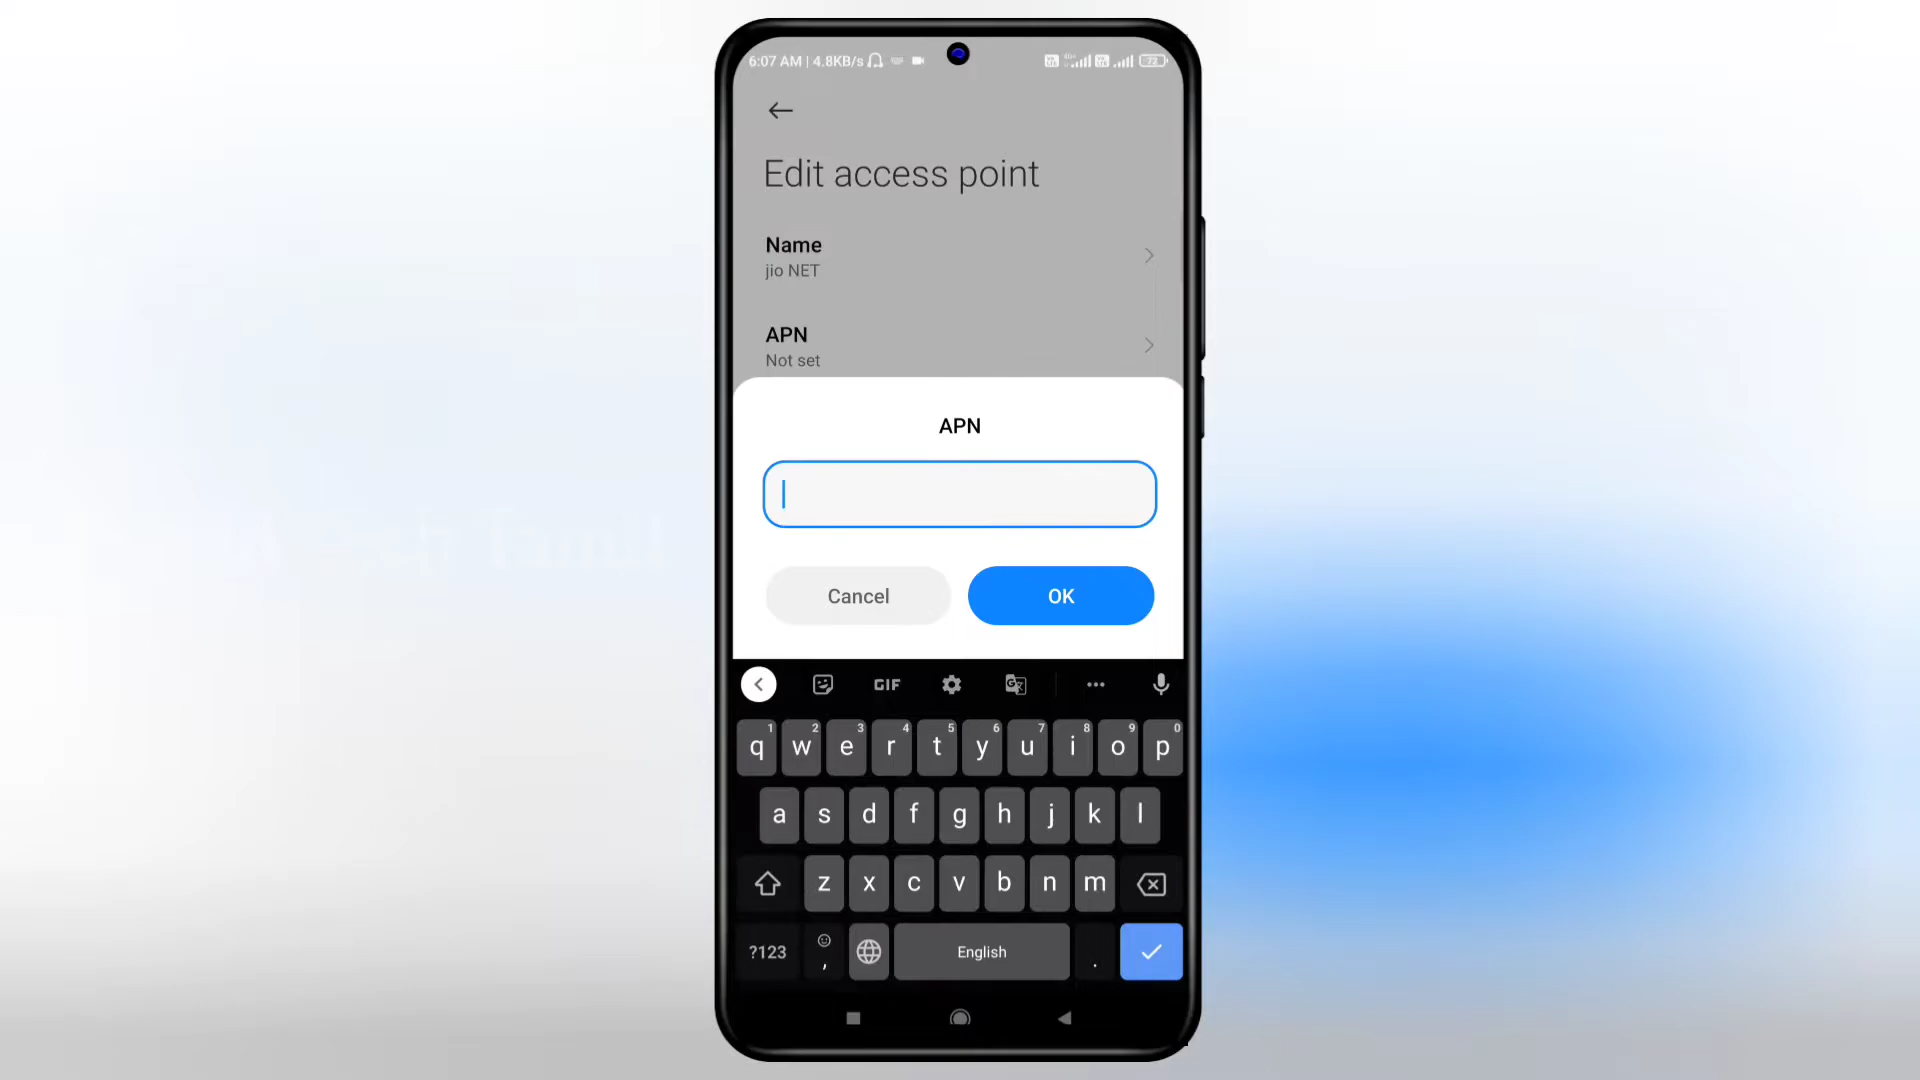 6:07 AM | 4.8KB/s
73
Edit access point
Name
jio NET
APN
Not set
APN
Cancel
OK
GIF
1 2 3 4 5 6 7 8 9 0
q w e r t y u i o p
a s d f g h j k l
z x c v b n m
?123 , English .